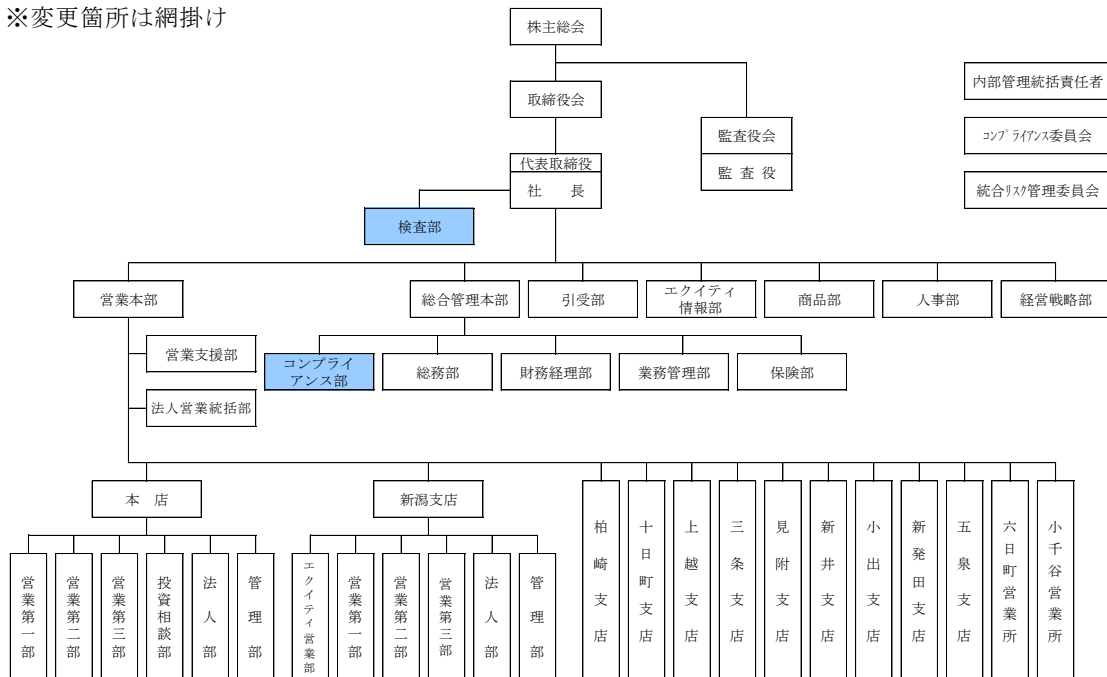 ※変更箇所は網掛け
株主総会
内部管理統括責任者
取締役会
監査役会
監 査 役
コンプライアンス委員会
代表取締役
社　長
統合リスク管理委員会
検査部
営業本部
総合管理本部
引受部
エクイティ
情報部
商品部
人事部
経営戦略部
営業支援部
コンプライ
アンス部
総務部
財務経理部
業務管理部
保険部
法人営業統括部
本　店
新潟支店
柏崎支店
十日町支店
上越支店
三条支店
見附支店
新井支店
小出支店
新発田支店
五泉支店
六日町営業所
小千谷営業所
営業第一部
営業第二部
営業第三部
投資相談部
法人部
管理部
エクイティ営業部
営業第一部
営業第二部
営業第三部
法人部
管理部